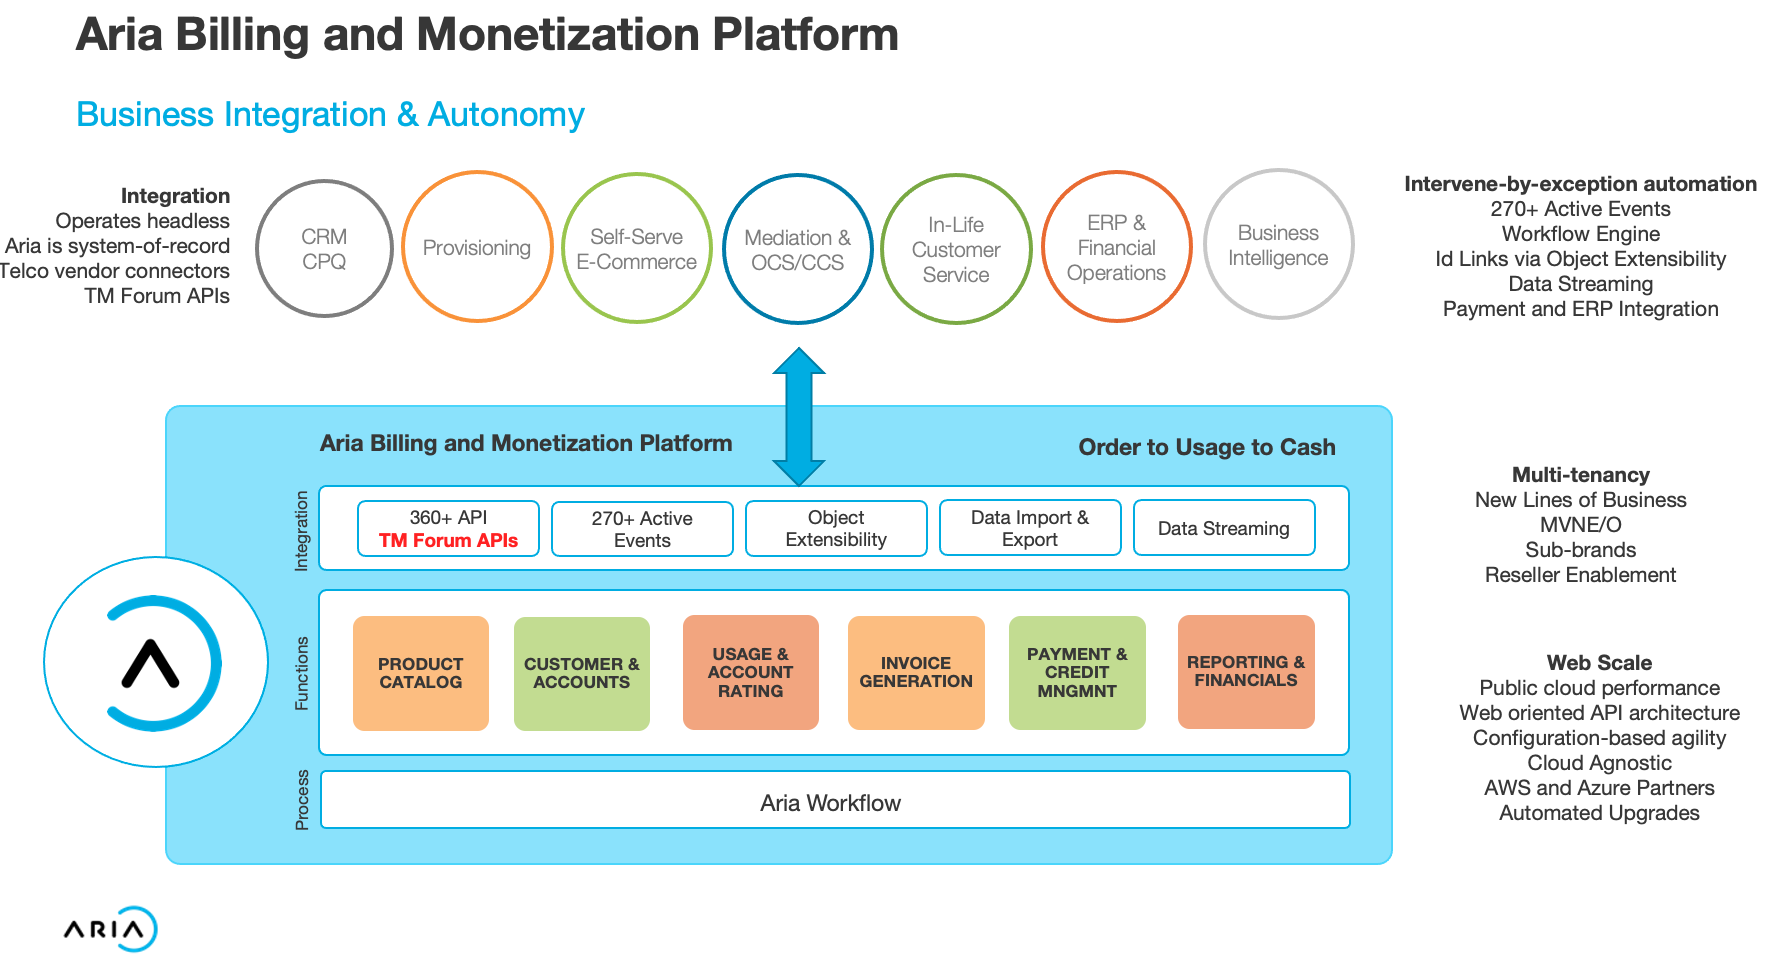 Aria Billing and Monetization Platform
Business Integration & Autonomy
Integration
Operates headless
Aria is system-of-record
Telco vendor connectors
TM Forum APIs
CRM
CPQ
Provisioning
Self-Serve
E-Commerce
Mediation &
OCS/CCS
In-Life
Customer
Service
ERP &
Financial
Operations
Business
Intelligence
Intervene-by-exception automation
270+ Active Events
Workflow Engine
Id Links via Object Extensibility
Data Streaming
Payment and ERP Integration
Aria Billing and Monetization Platform
Order to Usage to Cash
Integration
360+ API
TM Forum APIs
270+ Active
Events
Object
Extensibility
Data Import &
Export
Data Streaming
Functions
PRODUCT
CATALOG
CUSTOMER &
ACCOUNTS
USAGE &
ACCOUNT
RATING
INVOICE
GENERATION
PAYMENT &
CREDIT
MNGMNT
REPORTING &
FINANCIALS
Process
Aria Workflow
Multi-tenancy
New Lines of Business
MVNE/O
Sub-brands
Reseller Enablement
Web Scale
Public cloud performance
Web oriented API architecture
Configuration-based agility
Cloud Agnostic
AWS and Azure Partners
Automated Upgrades
ARIA